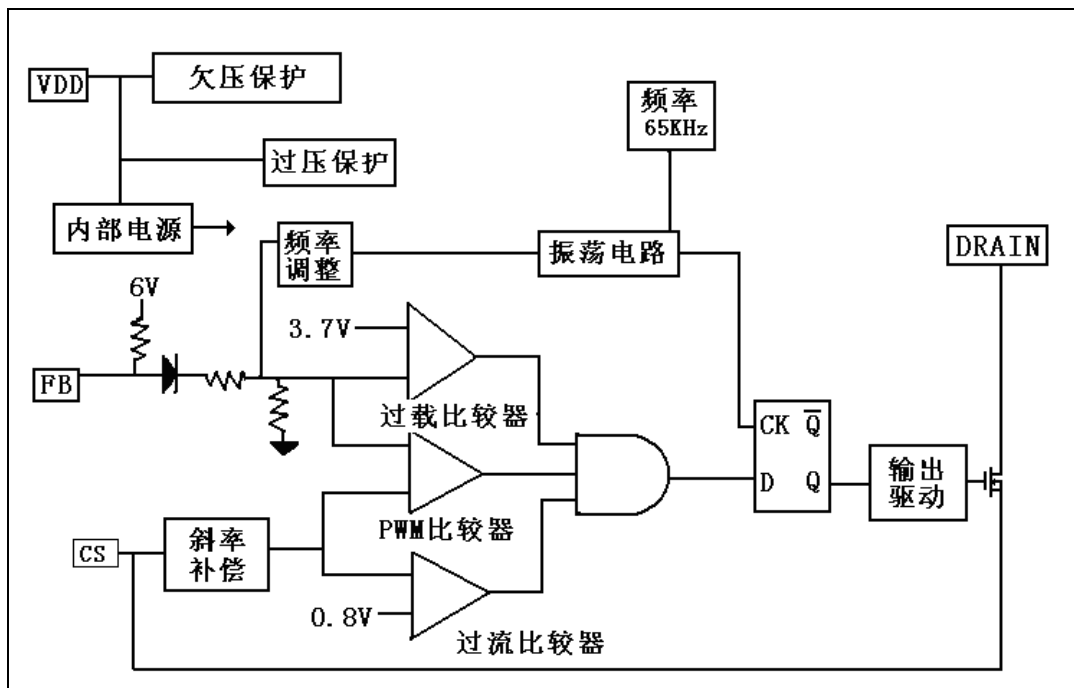 VDD
欠压保护
过压保护
内部电源
频率
65KHz
频率
调整
振荡电路
DRAIN
6V
3.7V
FB
过载比较器
CK Q̅
D Q
输出
驱动
PWM比较器
CS
斜率
补偿
0.8V
过流比较器